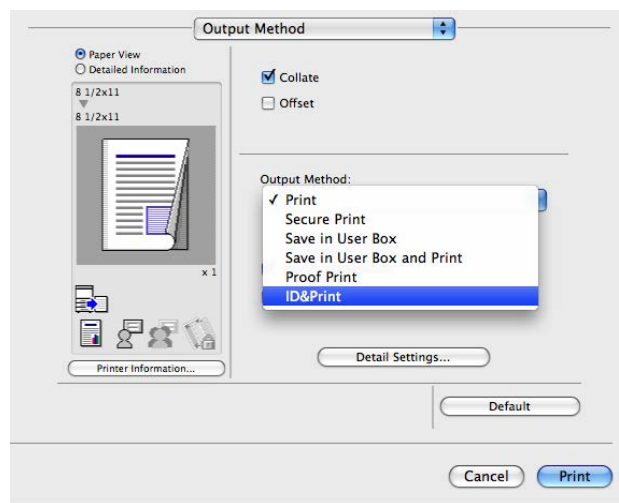 Output Method
Paper View
Detailed Information
8 1/2x11
8 1/2x11
x 1
Printer Information...
Collate
Offset
Output Method:
✓ Print
Secure Print
Save in User Box
Save in User Box and Print
Proof Print
ID&Print
Detail Settings...
Default
Cancel
Print